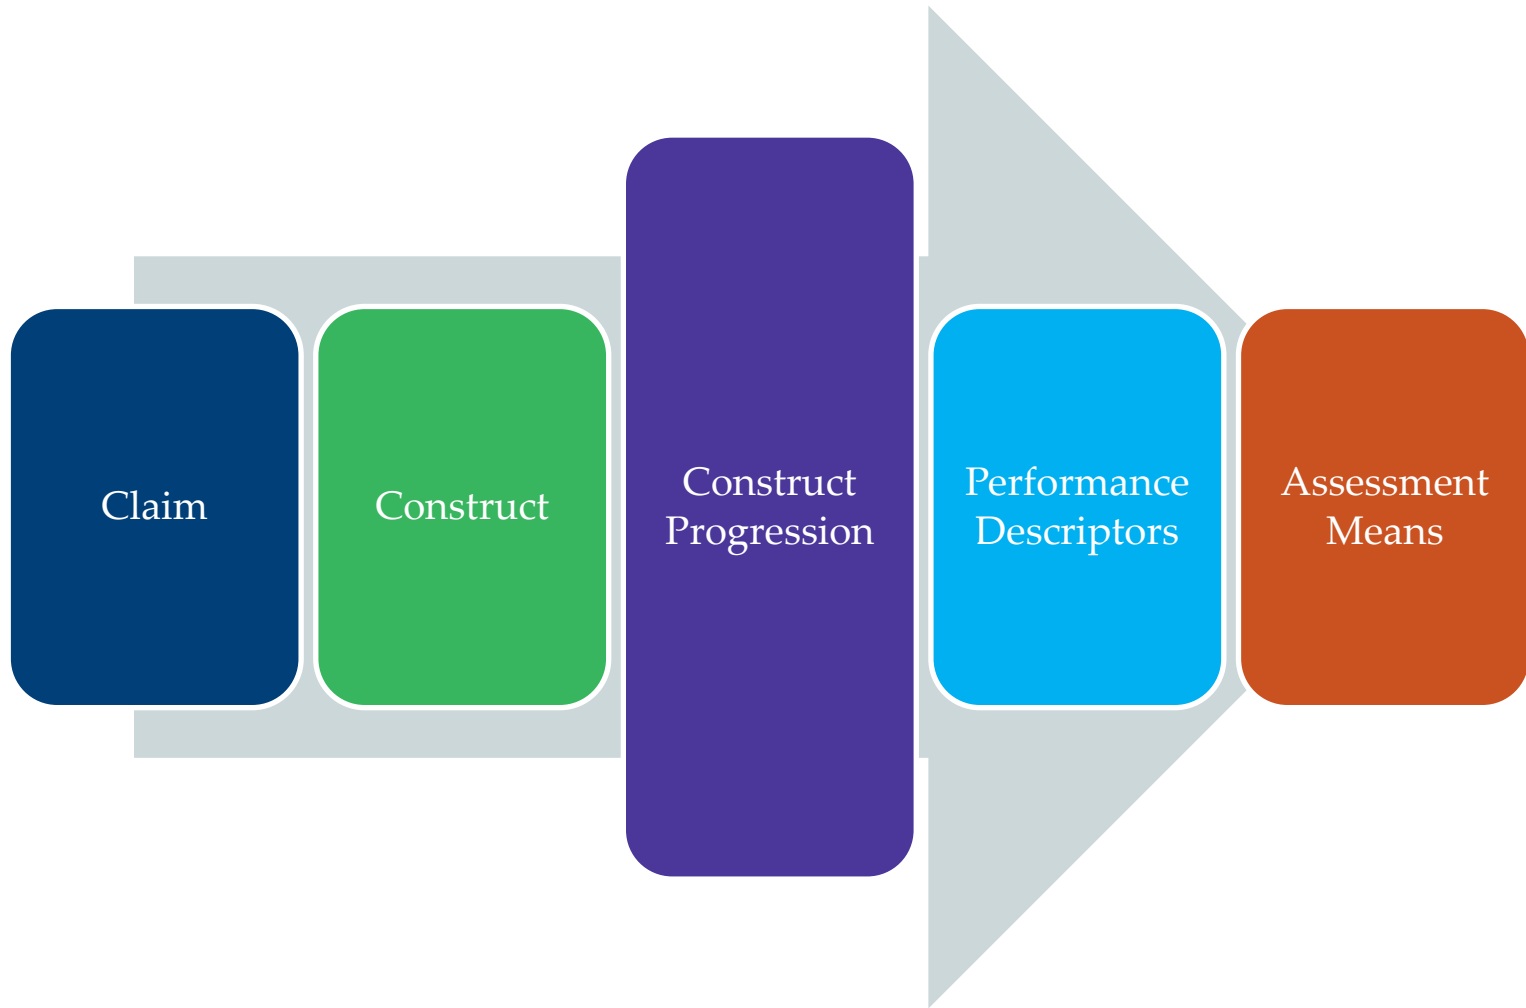 Claim
Construct
Construct
Progression
Performance
Descriptors
Assessment
Means